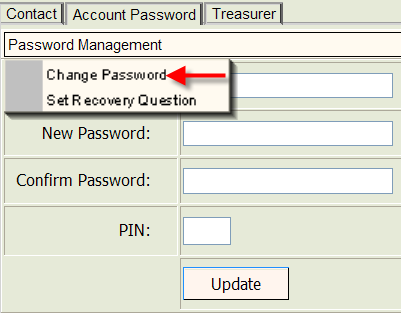 Contact Account Password Treasurer
Password Management
Change Password
Set Recovery Question
New Password:
Confirm Password:
PIN:
Update